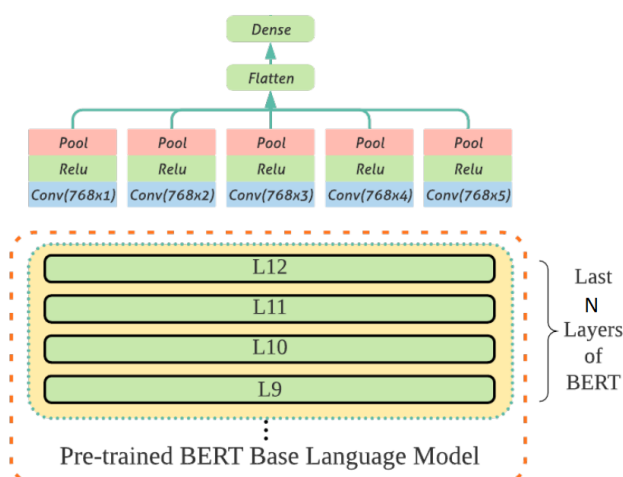 Dense
Flatten
Pool Pool Pool Pool Pool
Relu Relu Relu Relu Relu
Conv(768x1) Conv(768x2) Conv(768x3) Conv(768x4) Conv(768x5)
L12
L11
L10
L9
Last
N
Layers
of
BERT
Pre-trained BERT Base Language Model